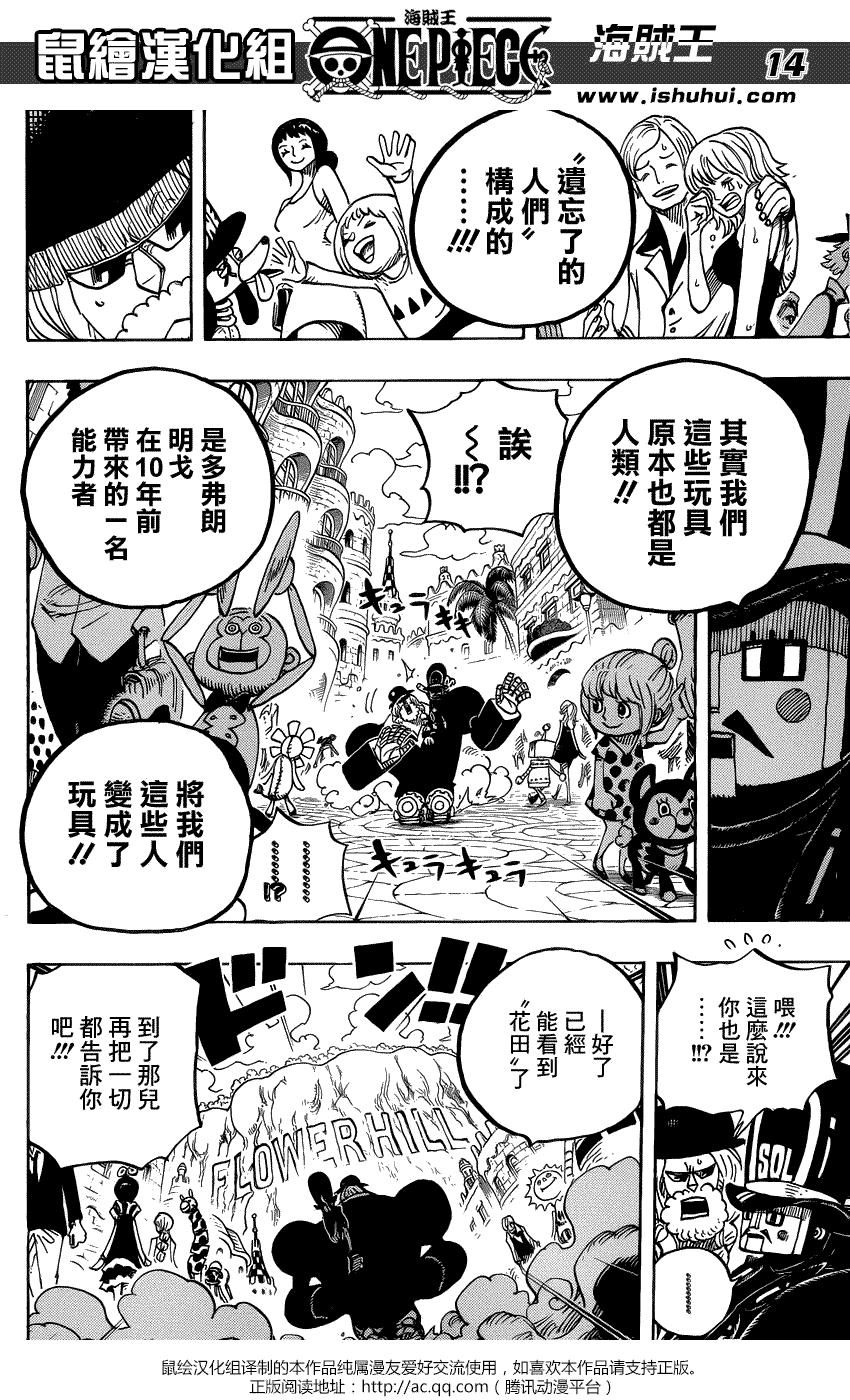 鼠繪漢化組
海賊王
ONE PIECE
海賊王
14
www.ishuhui.com
〝遺忘了的
人們〞
構成的
……!!!
其實我們
這些玩具
原本也都是
人類!!
誒
~
!!?
是多弗朗
明戈
在10年前
帶來的一名
能力者
キュラ
キキ
將我們
這些人
變成了
玩具!!
………
………
!?
キュラ
キュラ
喂!!!
這麼說來
你也是
……!!?
SOL
………
—好了
已經
能看到
〝花田〞了
ドン!!
FLOWER HILL
到了那兒
再把一切
都告訴你
吧!!!
鼠绘汉化组译制的本作品纯属漫友爱好交流使用，如喜欢本作品请支持正版。
正版阅读地址：http://ac.qq.com（腾讯动漫平台）